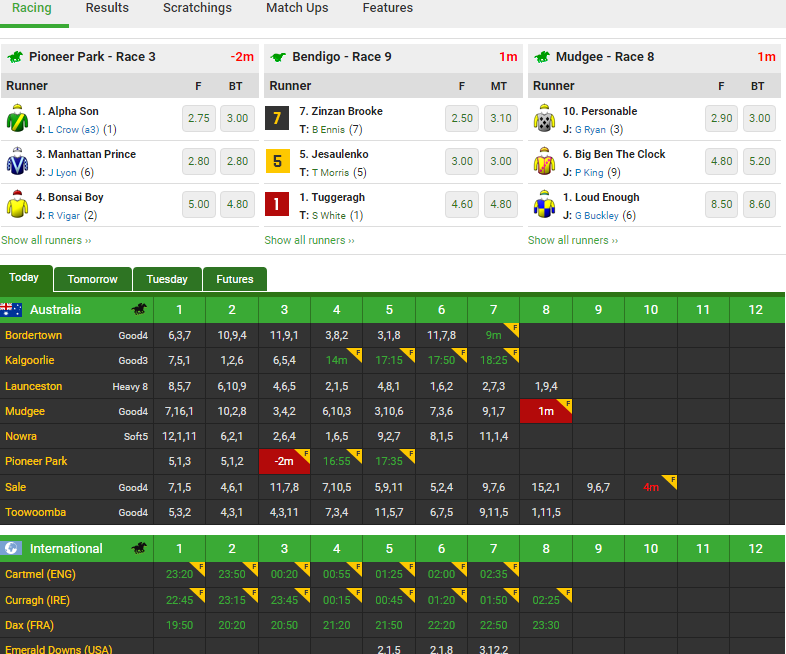 Racing Results Scratchings Match Ups Features
Pioneer Park - Race 3 -2m
Runner F BT
1. Alpha Son 2.75 3.00
J: L Crow (a3) (1)
3. Manhattan Prince 2.80 2.80
J: J Lyon (6)
4. Bonsai Boy 5.00 4.80
J: R Vigar (2)
Show all runners ››
Bendigo - Race 9 1m
Runner F MT
7 7. Zinzan Brooke 2.50 3.10
T: B Ennis (7)
5 5. Jesaulenko 3.00 3.00
T: T Morris (5)
1 1. Tuggeragh 4.60 4.80
T: S White (1)
Show all runners ››
Mudgee - Race 8 1m
Runner F BT
10. Personable 2.90 3.00
J: G Ryan (3)
6. Big Ben The Clock 4.80 5.20
J: P King (9)
1. Loud Enough 8.50 8.60
J: G Buckley (6)
Show all runners ››
Today Tomorrow Tuesday Futures
Australia 1 2 3 4 5 6 7 8 9 10 11 12
Bordertown Good4 6,3,7 10,9,4 11,9,1 3,8,2 3,1,8 11,7,8 9m F
Kalgoorlie Good3 7,5,1 1,2,6 6,5,4 14m F 17:15 F 17:50 F 18:25 F
Launceston Heavy 8 8,5,7 6,10,9 4,6,5 2,1,5 4,8,1 1,6,2 2,7,3 1,9,4
Mudgee Good4 7,16,1 10,2,8 3,4,2 6,10,3 3,10,6 7,3,6 9,1,7 1m F
Nowra Soft5 12,1,11 6,2,1 2,6,4 1,6,5 9,2,7 8,1,5 11,1,4
Pioneer Park 5,1,3 5,1,2 -2m F 16:55 F 17:35 F
Sale Good4 7,1,5 4,6,1 11,7,8 7,10,5 5,9,11 5,2,4 9,7,6 15,2,1 9,6,7 4m F
Toowoomba Good4 5,3,2 4,3,1 4,3,11 7,3,4 11,5,7 6,7,5 9,11,5 1,11,5
International 1 2 3 4 5 6 7 8 9 10 11 12
Cartmel (ENG) 23:20 F 23:50 F 00:20 F 00:55 F 01:25 F 02:00 F 02:35 F
Curragh (IRE) 22:45 F 23:15 F 23:45 F 00:15 F 00:45 F 01:20 F 01:50 F 02:25 F
Dax (FRA) 19:50 20:20 20:50 21:20 21:50 22:20 22:50 23:30
Emerald Downs (USA) 2,1,5 2,1,8 3,12,2